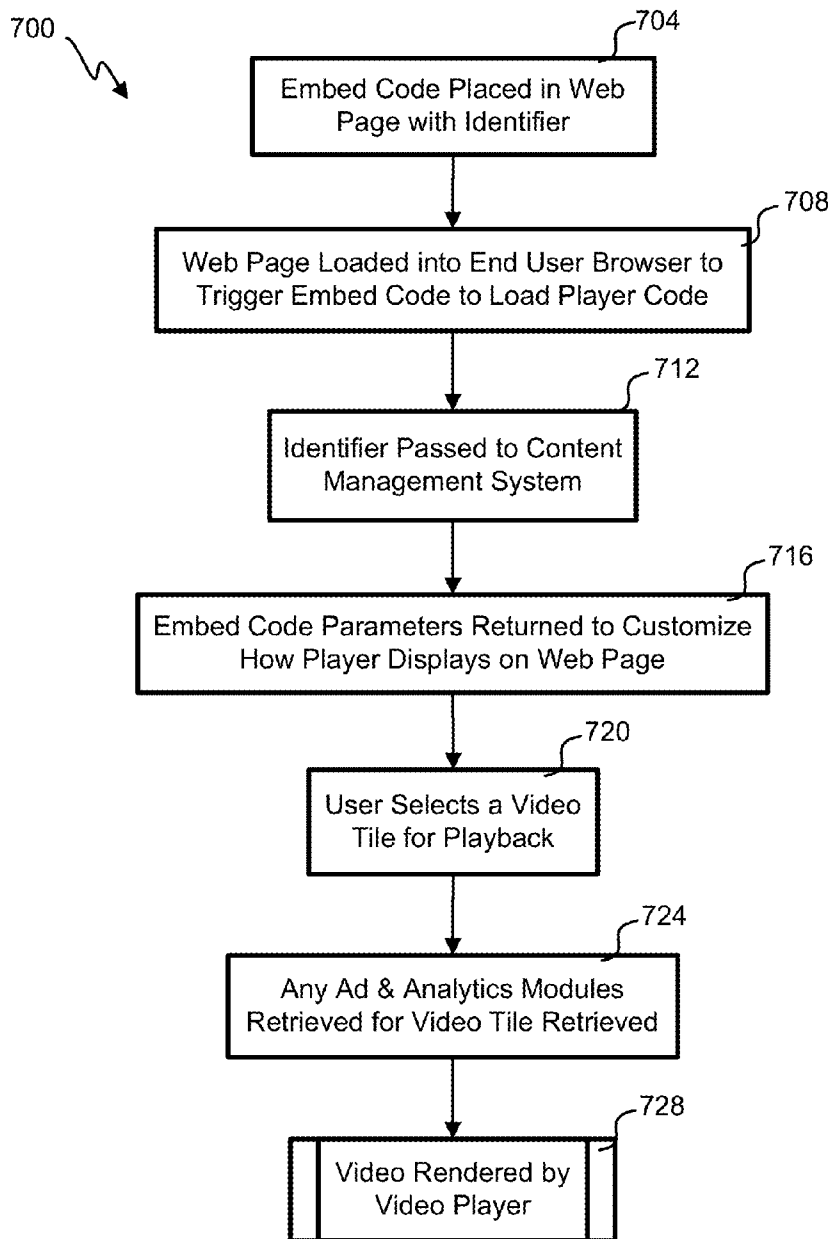 700
704
Embed Code Placed in Web
Page with Identifier
708
Web Page Loaded into End User Browser to
Trigger Embed Code to Load Player Code
712
Identifier Passed to Content
Management System
716
Embed Code Parameters Returned to Customize
How Player Displays on Web Page
720
User Selects a Video
Tile for Playback
724
Any Ad & Analytics Modules
Retrieved for Video Tile Retrieved
728
Video Rendered by
Video Player